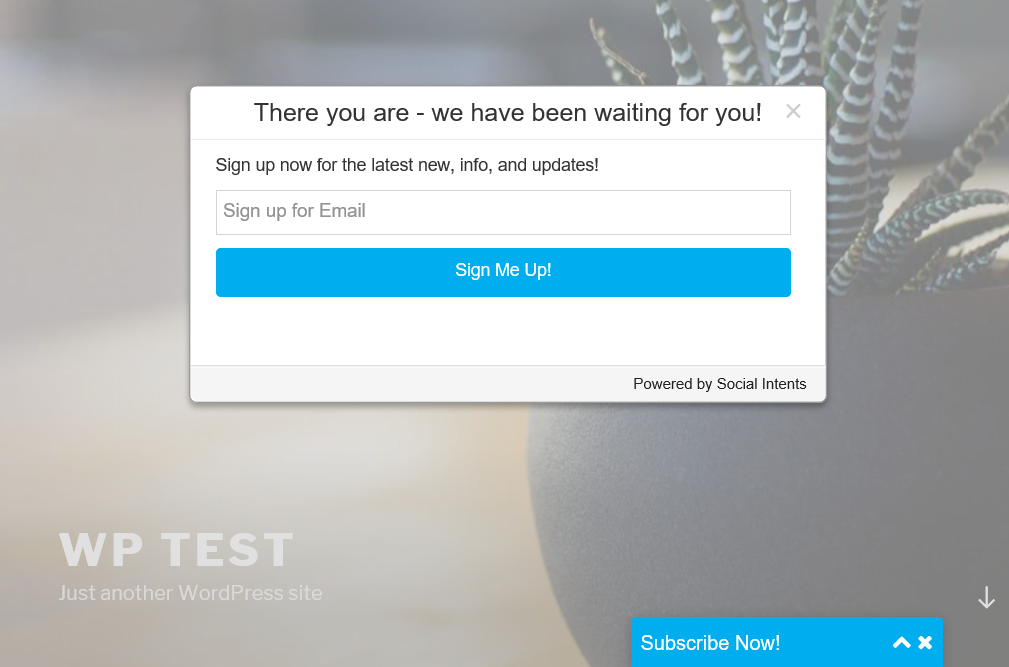 There you are - we have been waiting for you!
Sign up now for the latest new, info, and updates!
Sign up for Email
Sign Me Up!
Powered by Social Intents
WP TEST
Just another WordPress site
Subscribe Now!